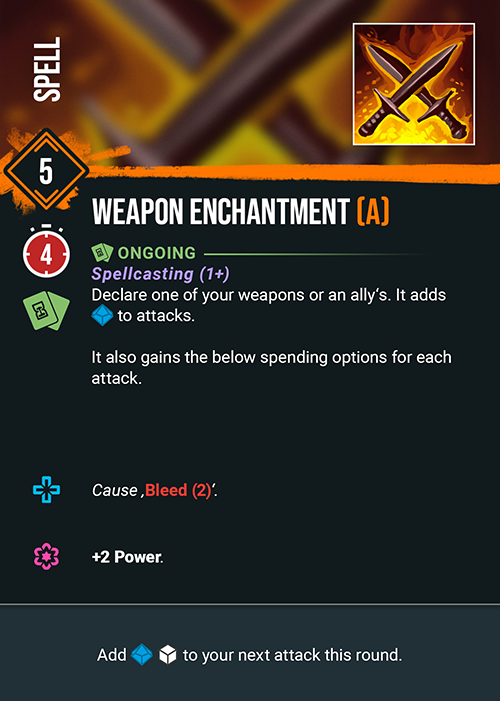 SPELL
5
WEAPON ENCHANTMENT (A)
4
ONGOING
Spellcasting (1+)
Declare one of your weapons or an ally‘s. It adds
to attacks.
It also gains the below spending options for each
attack.
Cause ‚Bleed (2)‘.
+2 Power.
Add to your next attack this round.